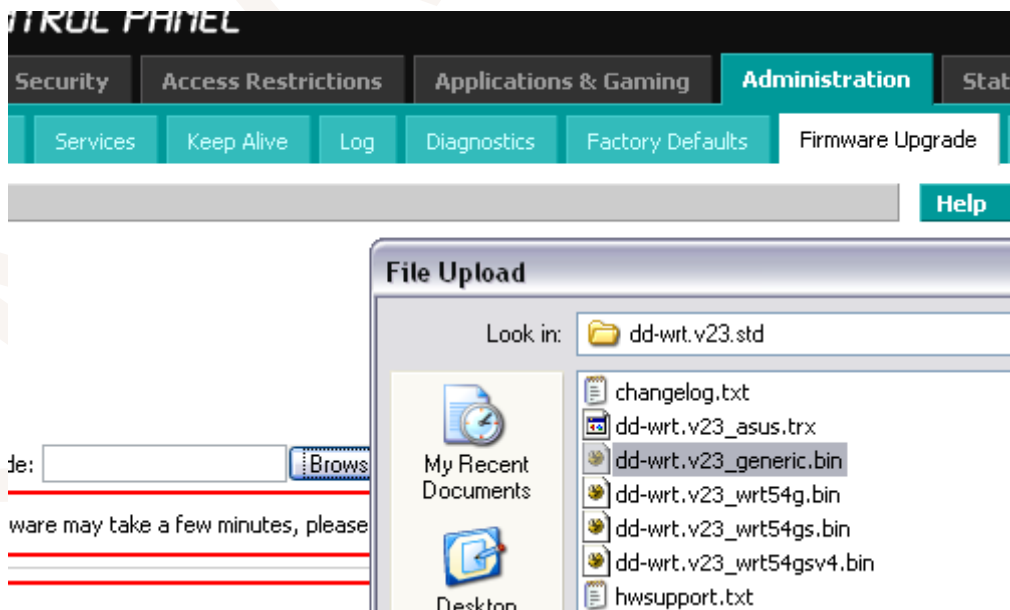 CONTROL PANEL
Security Access Restrictions Applications & Gaming Administration Stat
Services Keep Alive Log Diagnostics Factory Defaults Firmware Upgrade
Help
File Upload
Look in: dd-wrt.v23.std
changelog.txt
dd-wrt.v23_asus.trx
dd-wrt.v23_generic.bin
dd-wrt.v23_wrt54g.bin
dd-wrt.v23_wrt54gs.bin
dd-wrt.v23_wrt54gsv4.bin
hwsupport.txt
My Recent
Documents
Desktop
de: Brows
ware may take a few minutes, please